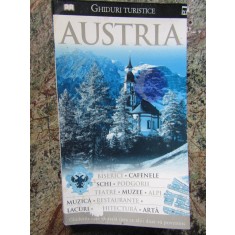 GHIDURI TURISTICE
AUSTRIA
BISERICI • CAFENELE
SCHI • PODGORII
TEATRE • MUZEE • ALPI
MUZICĂ • RESTAURANTE •
LACURI • ARHITECTURĂ • ARTĂ